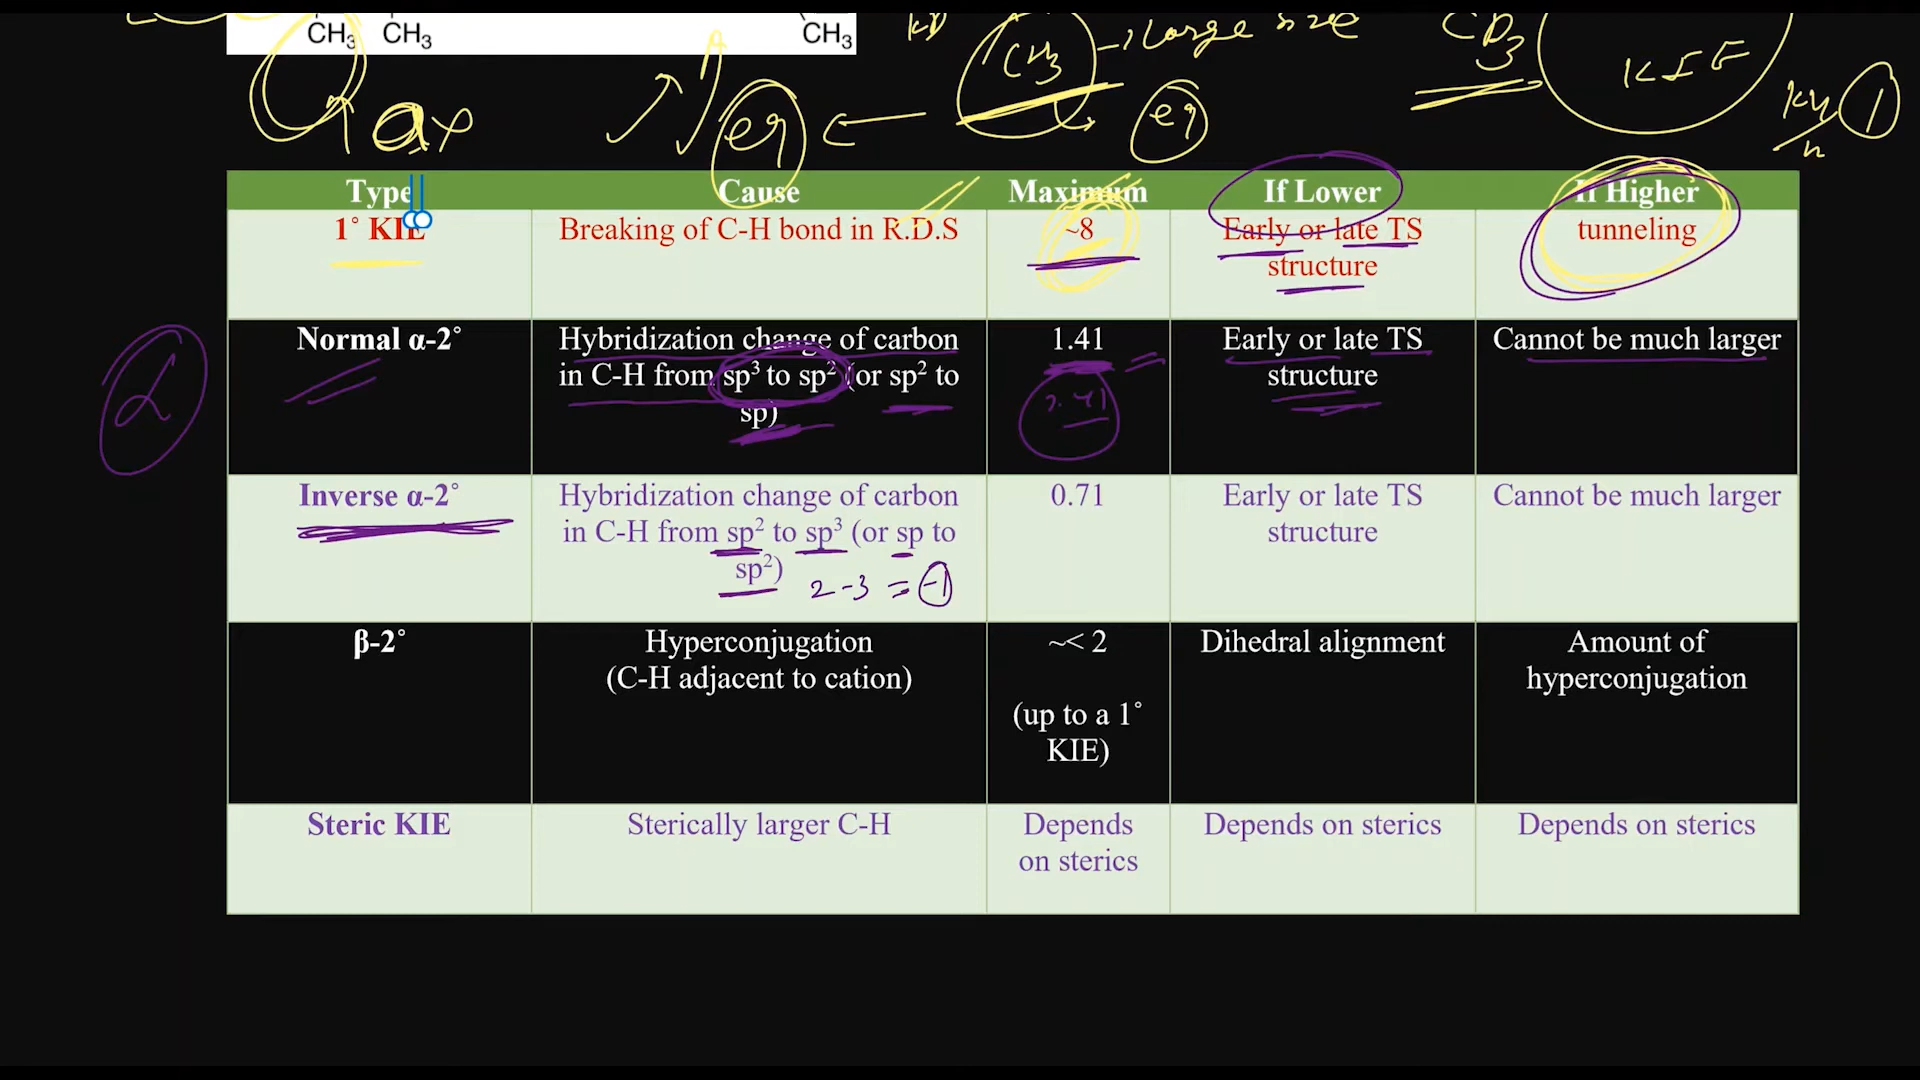 CH3 CH3 CH3
CH3 → Large size CD3 KIE
ax eq ← eq KH 1
Type Cause Maximum If Lower If Higher
1° KIE Breaking of C-H bond in R.D.S ~8 Early or late TS tunneling
structure
Normal α-2° Hybridization change of carbon 1.41 Early or late TS Cannot be much larger
in C-H from sp³ to sp² (or sp² to structure
sp)
Inverse α-2° Hybridization change of carbon 0.71 Early or late TS Cannot be much larger
in C-H from sp² to sp³ (or sp to structure
sp²) 2-3 = -1
β-2° Hyperconjugation ~< 2 Dihedral alignment Amount of
(C-H adjacent to cation) hyperconjugation
(up to a 1°
KIE)
Steric KIE Sterically larger C-H Depends Depends on sterics Depends on sterics
on sterics